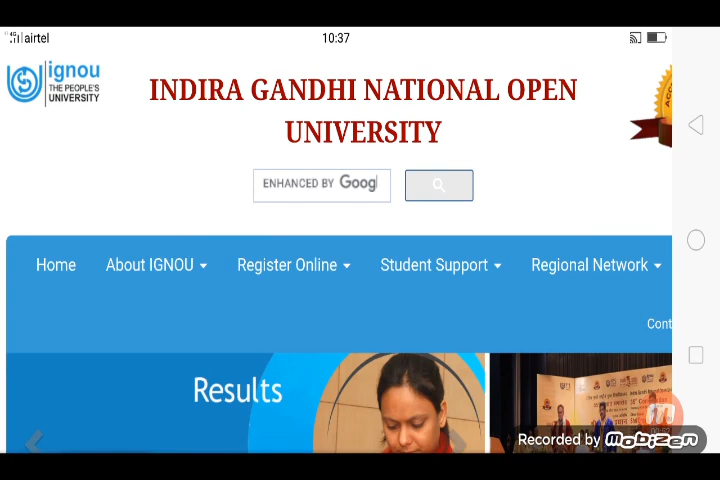 4G airtel
10:37
ignou
THE PEOPLE'S
UNIVERSITY
INDIRA GANDHI NATIONAL OPEN
UNIVERSITY
ENHANCED BY Googl
Home About IGNOU Register Online Student Support Regional Network
Cont
Results
Recorded by MOBIZEN